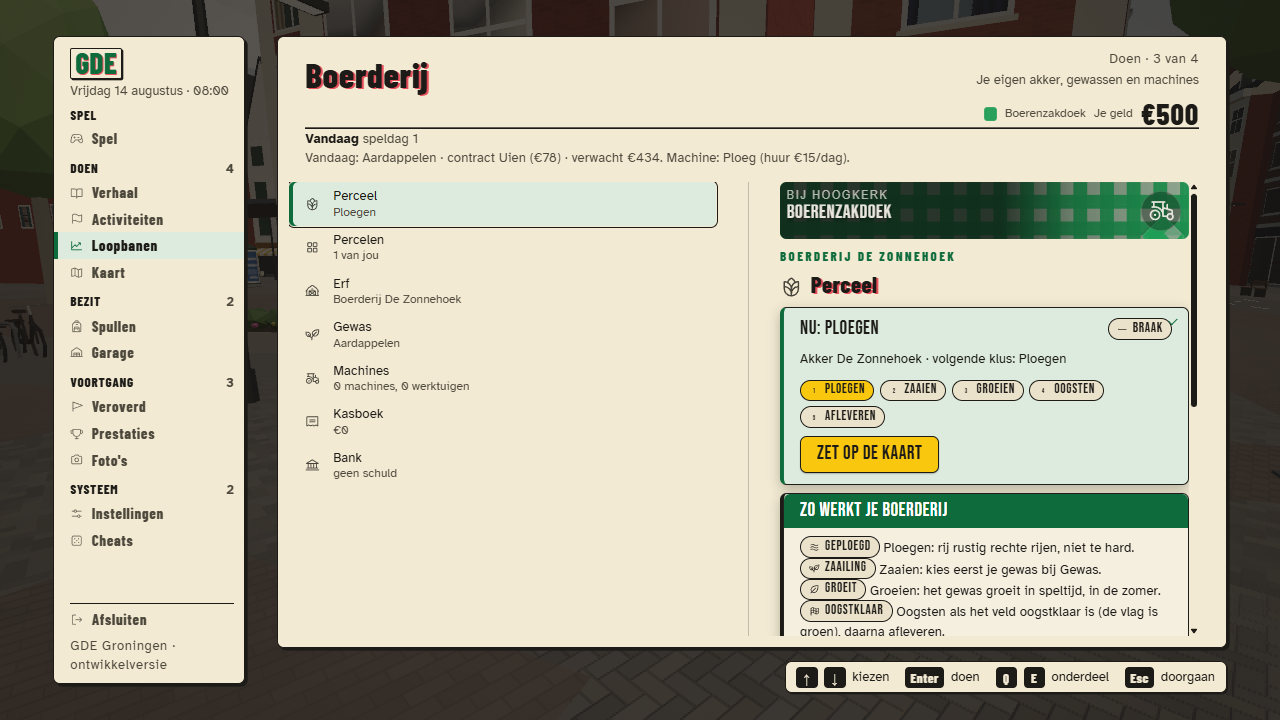 GDE
Vrijdag 14 augustus · 08:00
SPEL
Spel
DOEN 4
Verhaal
Activiteiten
Loopbanen
Kaart
BEZIT 2
Spullen
Garage
VOORTGANG 3
Veroverd
Prestaties
Foto's
SYSTEEM 2
Instellingen
Cheats
Afsluiten
GDE Groningen ·
ontwikkelversie
Boerderij
Doen · 3 van 4
Je eigen akker, gewassen en machines
Boerenzakdoek Je geld €500
Vandaag speldag 1
Vandaag: Aardappelen · contract Uien (€78) · verwacht €434. Machine: Ploeg (huur €15/dag).
Perceel
Ploegen
Percelen
1 van jou
Erf
Boerderij De Zonnehoek
Gewas
Aardappelen
Machines
0 machines, 0 werktuigen
Kasboek
€0
Bank
geen schuld
BIJ HOOGKERK
BOERENZAKDOEK
BOERDERIJ DE ZONNEHOEK
Perceel
NU: PLOEGEN
— BRAAK
Akker De Zonnehoek · volgende klus: Ploegen
1 PLOEGEN 2 ZAAIEN 3 GROEIEN 4 OOGSTEN
5 AFLEVEREN
ZET OP DE KAART
ZO WERKT JE BOERDERIJ
GEPLOEGD Ploegen: rij rustig rechte rijen, niet te hard.
ZAAILING Zaaien: kies eerst je gewas bij Gewas.
GROEIT Groeien: het gewas groeit in speltijd, in de zomer.
OOGSTKLAAR Oogsten als het veld oogstklaar is (de vlag is
groen), daarna afleveren.
↑ ↓ kiezen Enter doen Q E onderdeel Esc doorgaan